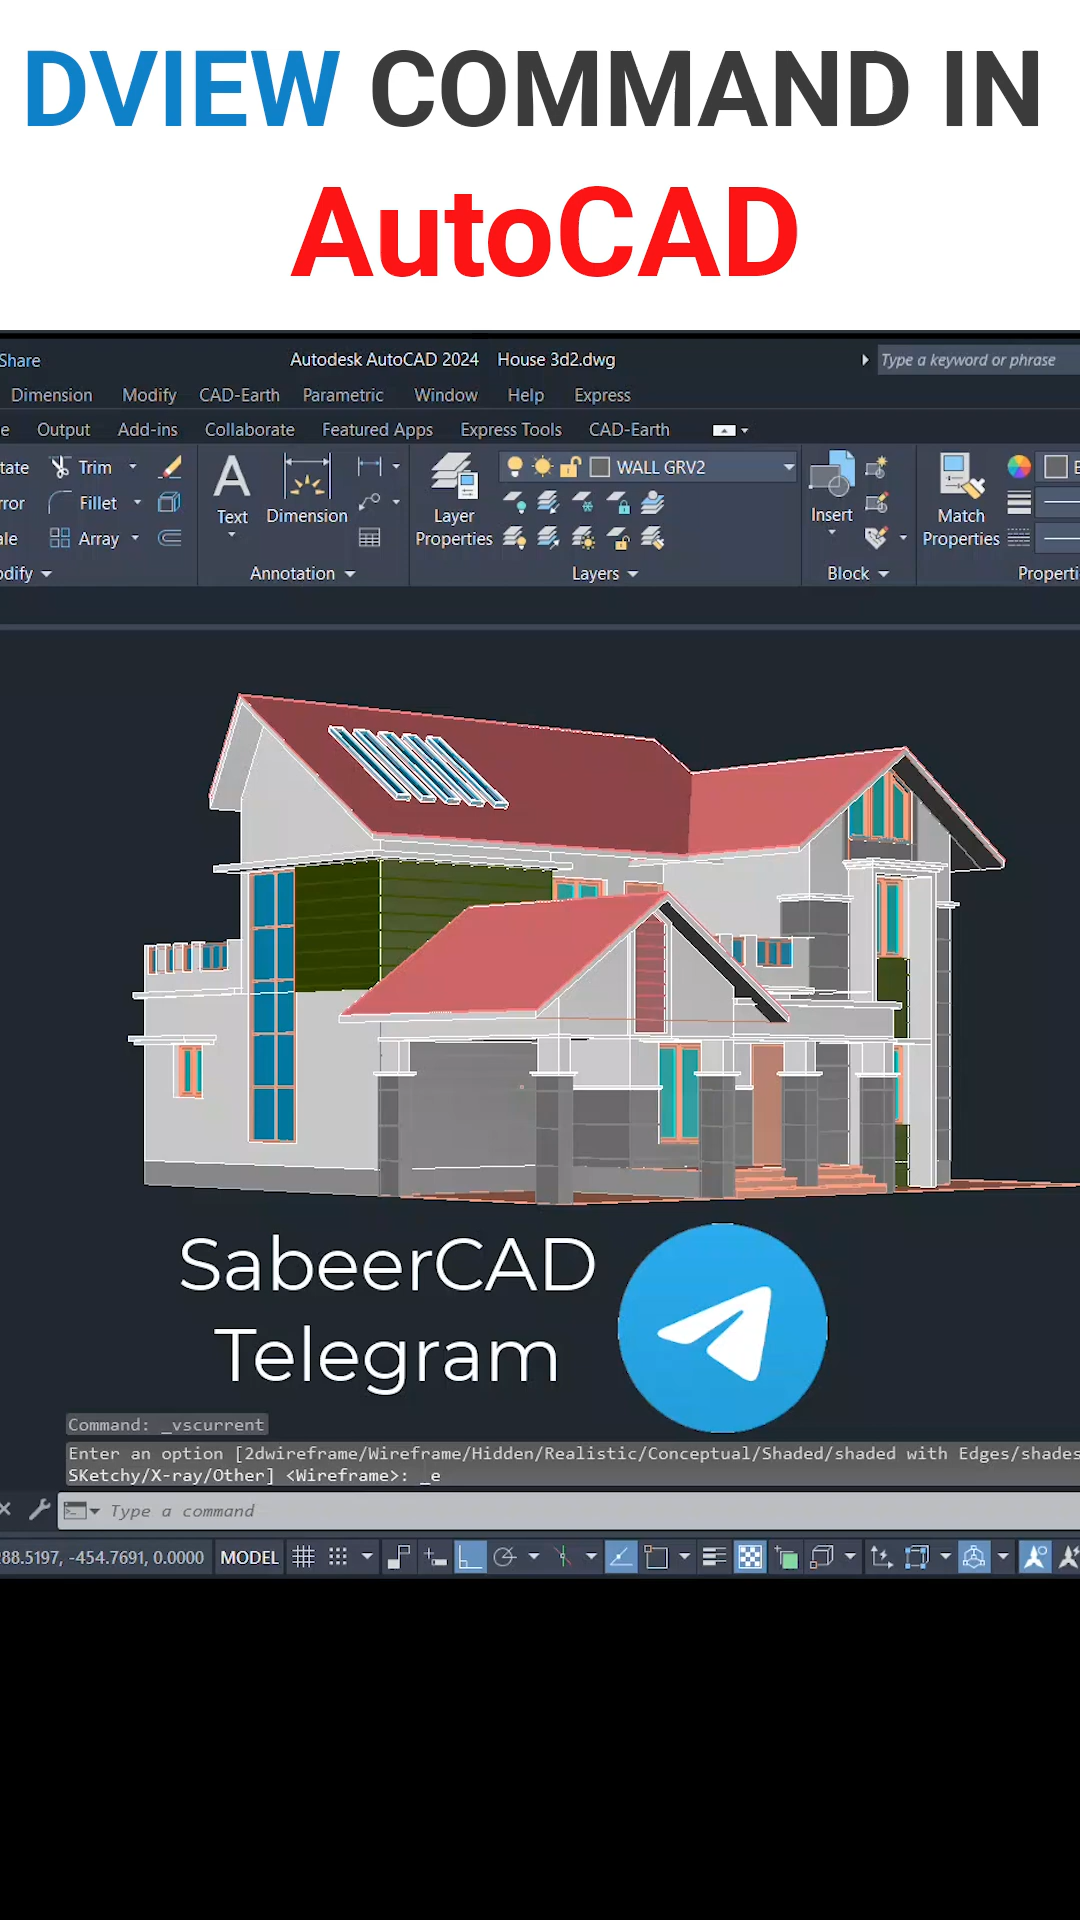 DVIEW COMMAND IN
AutoCAD
Share
Autodesk AutoCAD 2024 House 3d2.dwg
Type a keyword or phrase
Dimension Modify CAD-Earth Parametric Window Help Express
e Output Add-ins Collaborate Featured Apps Express Tools CAD-Earth
tate Trim
WALL GRV2
ror Fillet
Text Dimension
Layer
Properties
Insert
Match
Properties
ale Array
dify Annotation Layers Block Properti
SabeerCAD
Telegram
Command: _vscurrent
Enter an option [2dwireframe/Wireframe/Hidden/Realistic/Conceptual/Shaded/shaded with Edges/shades
SKetchy/X-ray/Other] <Wireframe>: _e
Type a command
88.5197, -454.7691, 0.0000 MODEL